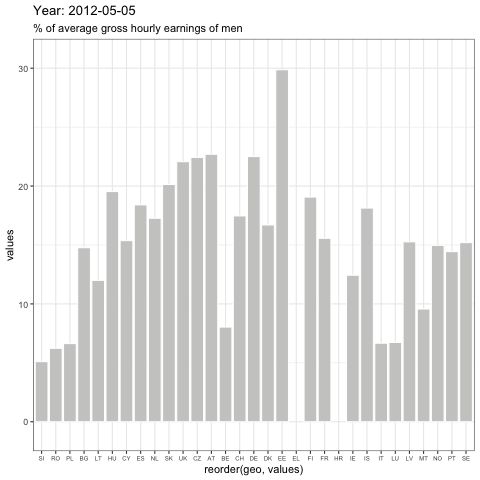 Year: 2012-05-05
% of average gross hourly earnings of men
values
30
20
10
0
SI RO PL BG LT HU CY ES NL SK UK CZ AT BE CH DE DK EE EL FI FR HR IE IS IT LU LV MT NO PT SE
reorder(geo, values)